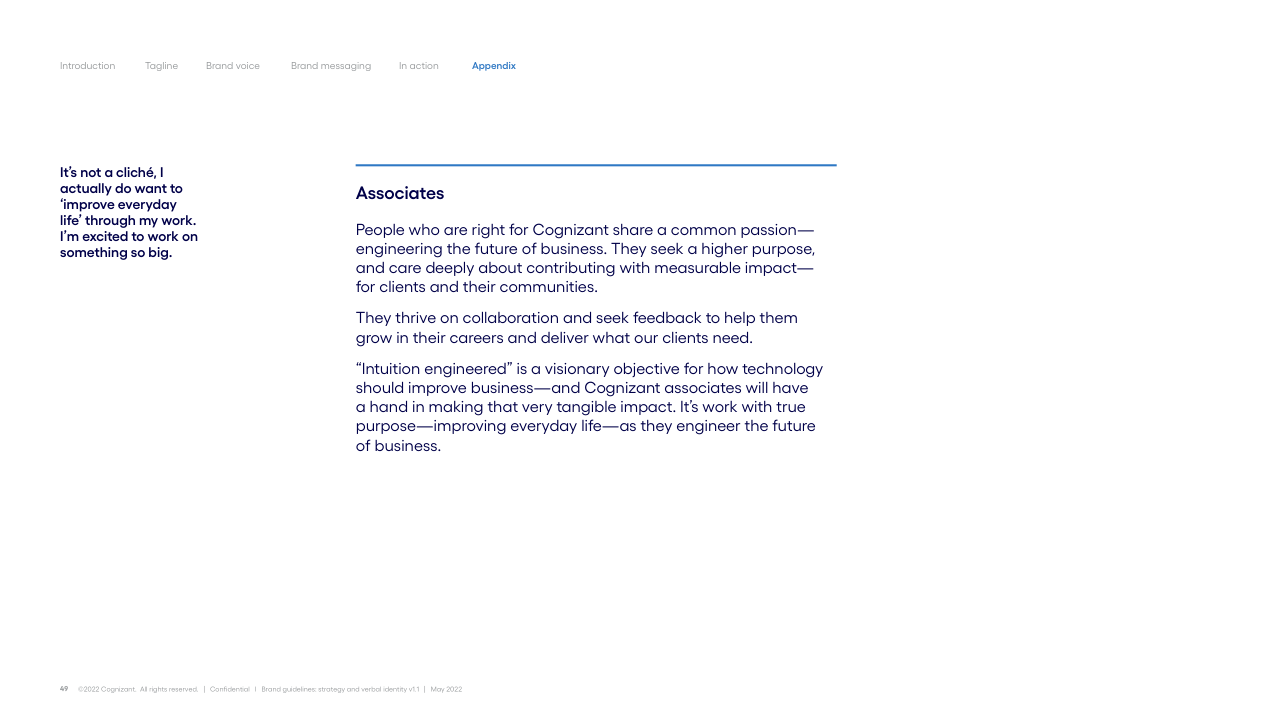 Introduction Tagline Brand voice Brand messaging In action Appendix
It’s not a cliché, I
actually do want to
‘improve everyday
life’ through my work.
I’m excited to work on
something so big.
Associates
People who are right for Cognizant share a common passion—
engineering the future of business. They seek a higher purpose,
and care deeply about contributing with measurable impact—
for clients and their communities.
They thrive on collaboration and seek feedback to help them
grow in their careers and deliver what our clients need.
“Intuition engineered” is a visionary objective for how technology
should improve business—and Cognizant associates will have
a hand in making that very tangible impact. It’s work with true
purpose—improving everyday life—as they engineer the future
of business.
49 ©2022 Cognizant. All rights reserved. | Confidential | Brand guidelines: strategy and verbal identity v1.1 | May 2022